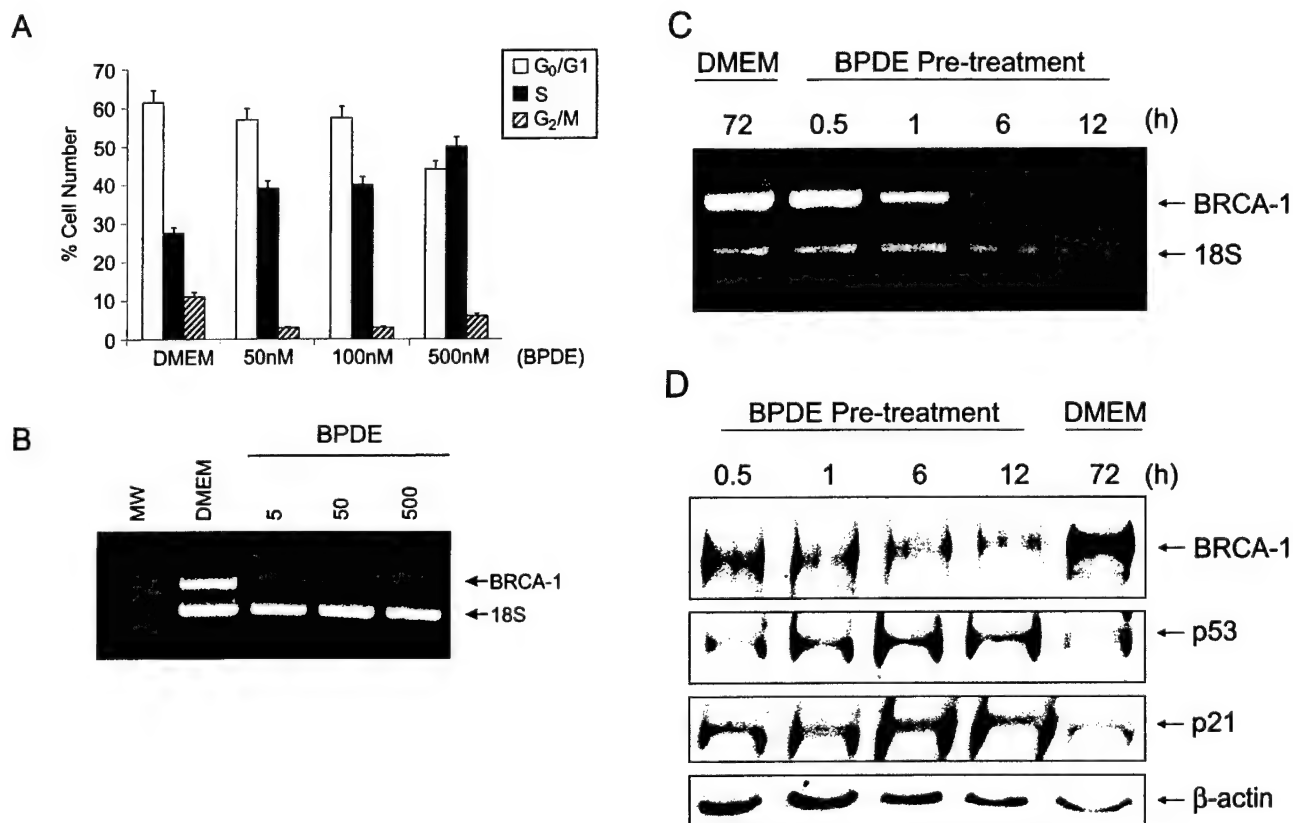 A
70
60
50
40
30
20
10
0
% Cell Number
G₀/G1
S
G₂/M
DMEM 50nM 100nM 500nM (BPDE)
B
BPDE
MW DMEM 5 50 500
BRCA-1
18S
C
DMEM BPDE Pre-treatment
72 0.5 1 6 12 (h)
BRCA-1
18S
D
BPDE Pre-treatment DMEM
0.5 1 6 12 72 (h)
BRCA-1
p53
p21
β-actin